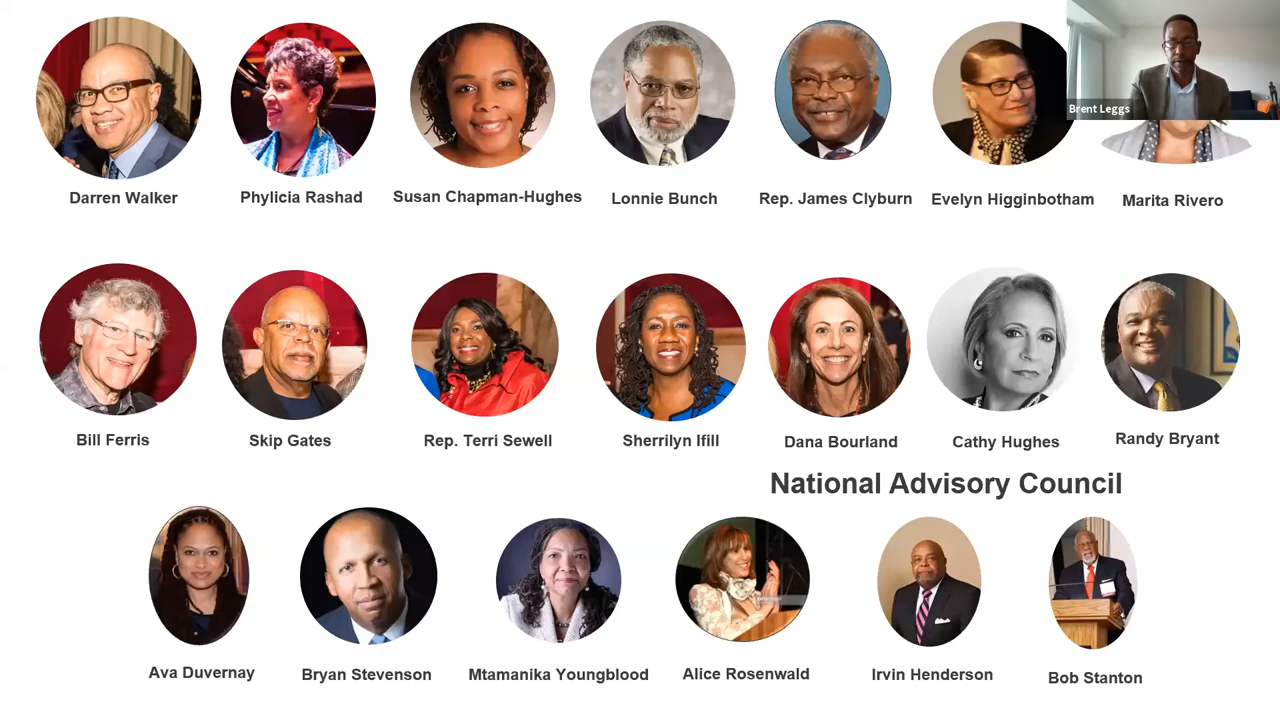 Brent Leggs
Darren Walker
Phylicia Rashad
Susan Chapman-Hughes
Lonnie Bunch
Rep. James Clyburn
Evelyn Higginbotham
Marita Rivero
Bill Ferris
Skip Gates
Rep. Terri Sewell
Sherrilyn Ifill
Dana Bourland
Cathy Hughes
Randy Bryant
National Advisory Council
Ava Duvernay
Bryan Stevenson
Mtamanika Youngblood
Alice Rosenwald
Irvin Henderson
Bob Stanton